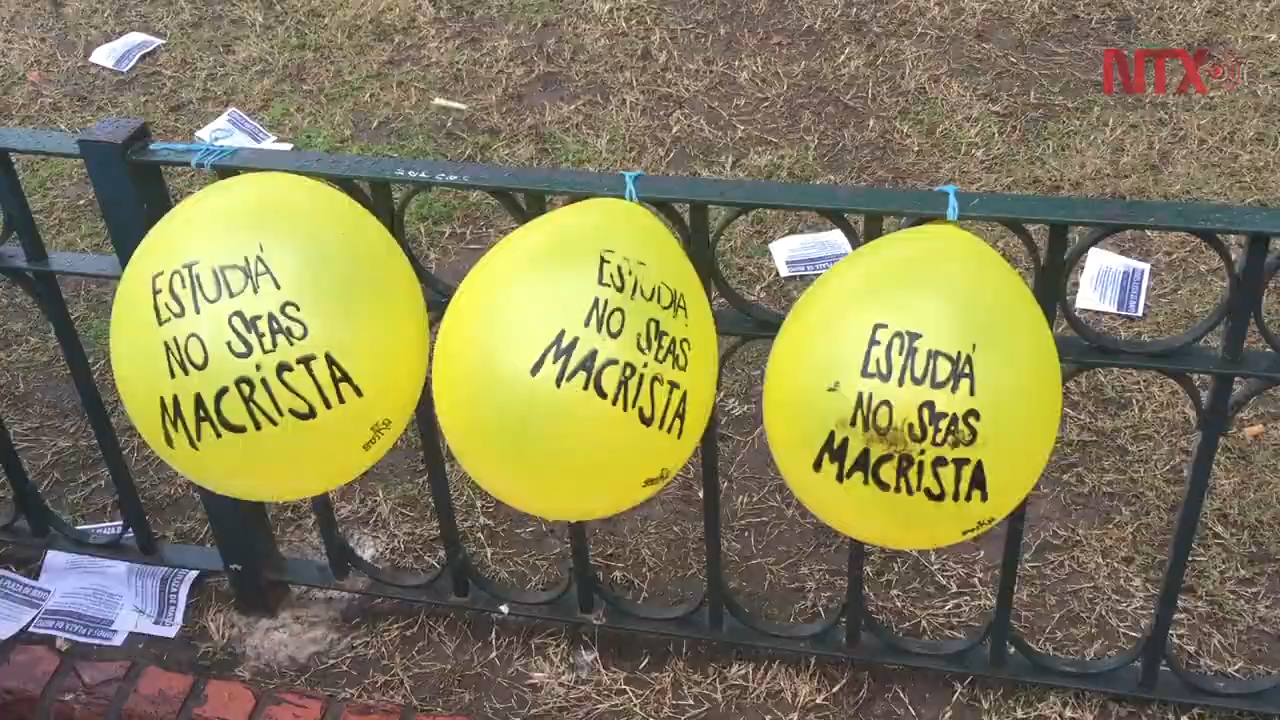 NTX
ESTUDIÁ
NO SEAS
MACRISTA
ESTUDIÁ
NO SEAS
MACRISTA
ESTUDIÁ
NO SEAS
MACRISTA